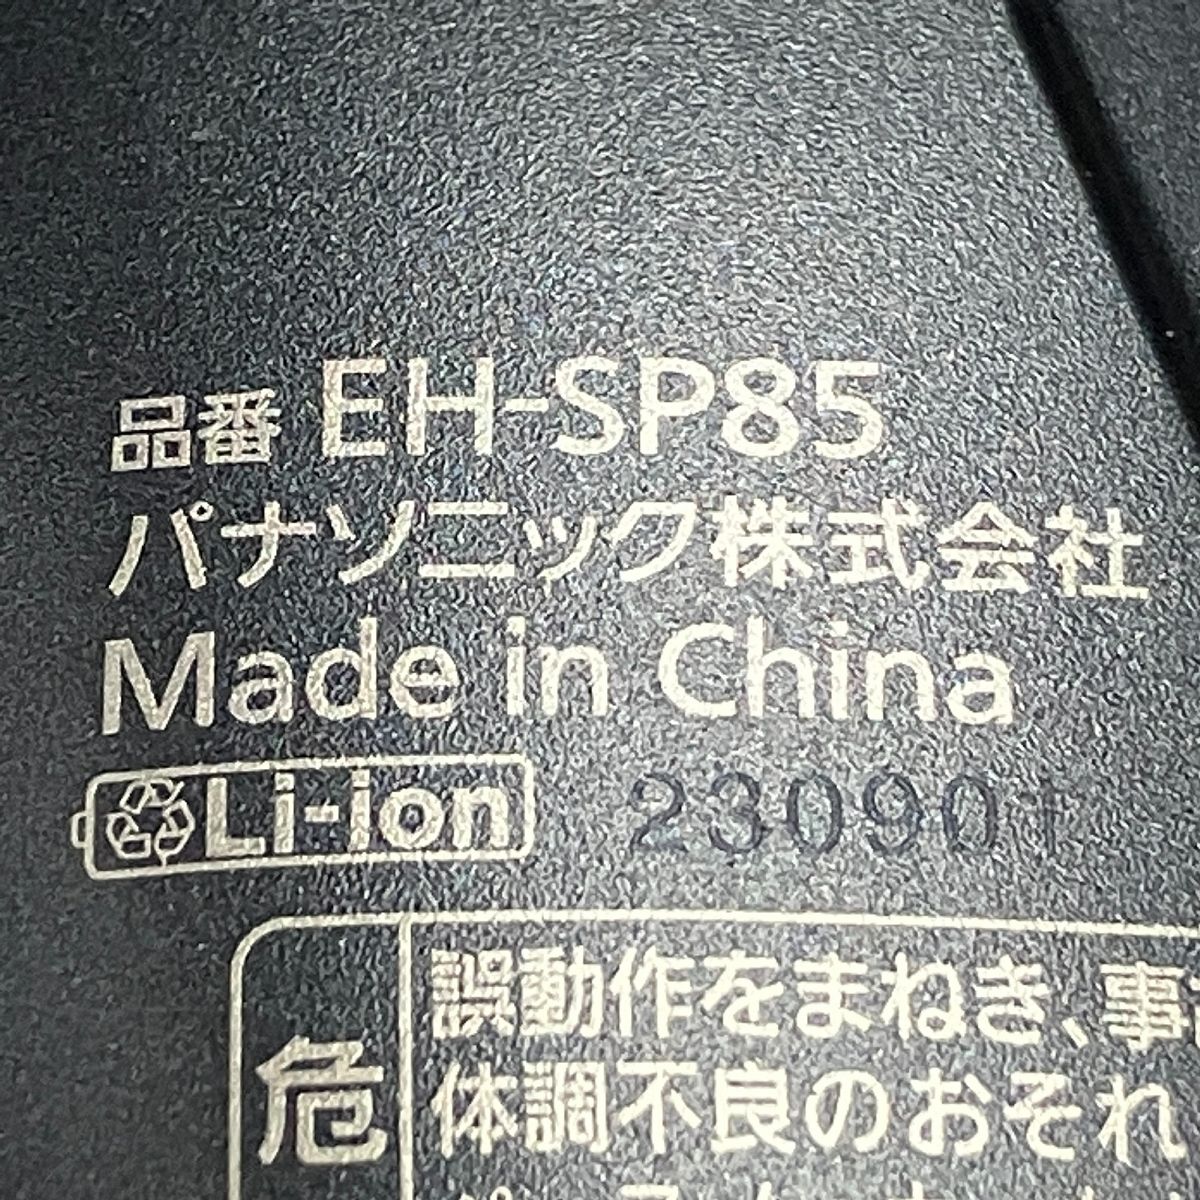 品番 EH-SP85
パナソニック株式会社
Made in China
Li-ion 23090
危
誤動作をまねき、事
体調不良のおそれ